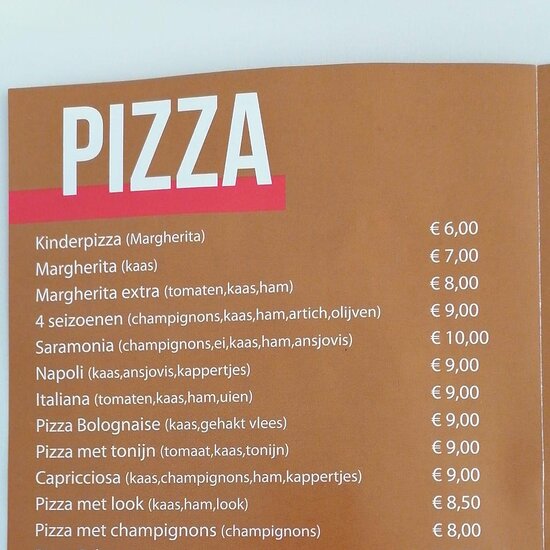 PIZZA
Kinderpizza (Margherita) € 6,00
Margherita (kaas) € 7,00
Margherita extra (tomaten,kaas,ham) € 8,00
4 seizoenen (champignons,kaas,ham,artich,olijven) € 9,00
Saramonia (champignons,ei,kaas,ham,ansjovis) € 10,00
Napoli (kaas,ansjovis,kappertjes) € 9,00
Italiana (tomaten,kaas,ham,uien) € 9,00
Pizza Bolognaise (kaas,gehakt vlees) € 9,00
Pizza met tonijn (tomaat,kaas,tonijn) € 9,00
Capricciosa (kaas,champignons,ham,kappertjes) € 9,00
Pizza met look (kaas,ham,look) € 8,50
Pizza met champignons (champignons) € 8,00